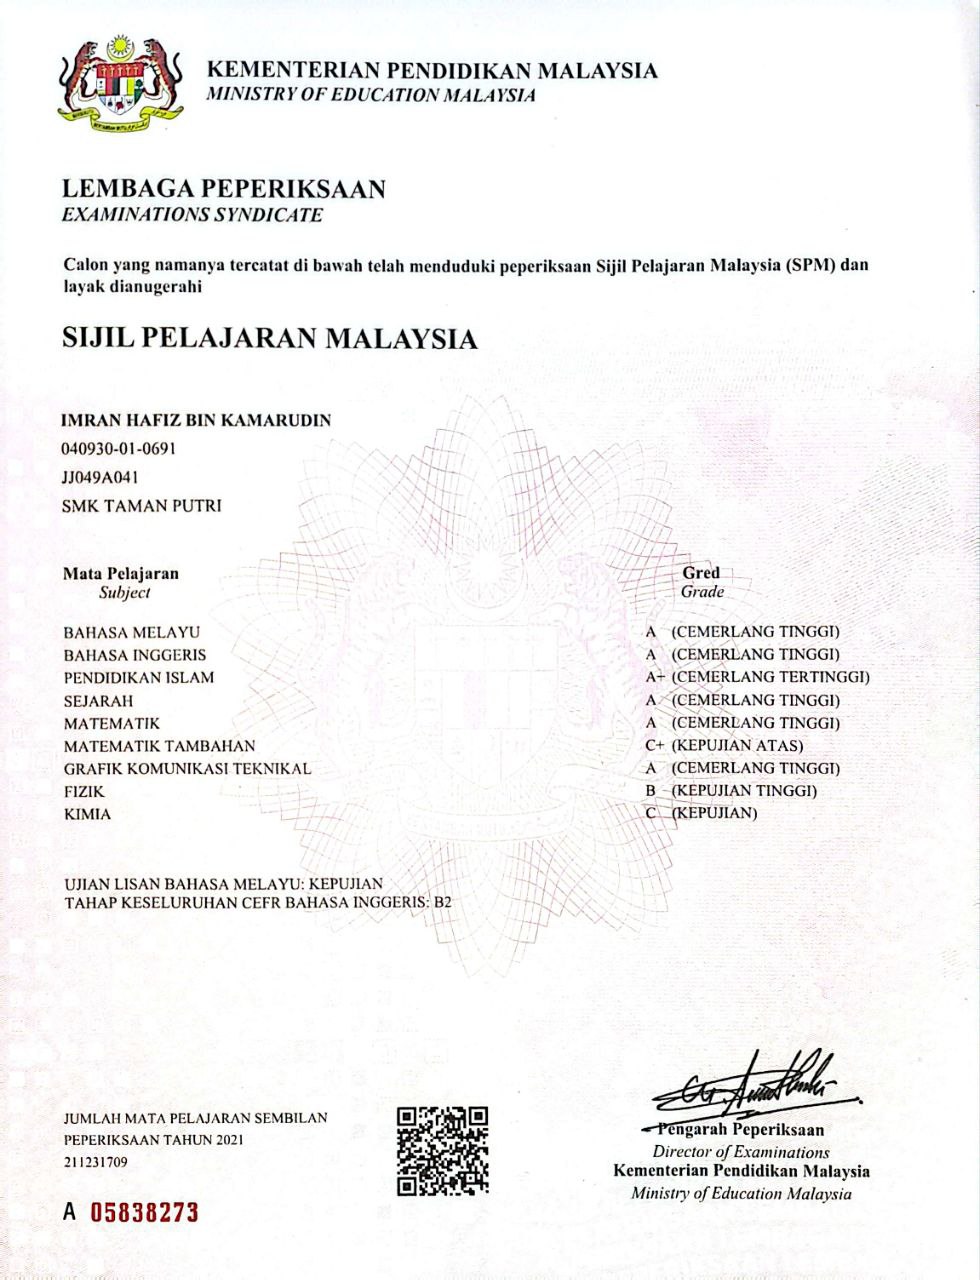 KEMENTERIAN PENDIDIKAN MALAYSIA
MINISTRY OF EDUCATION MALAYSIA
LEMBAGA PEPERIKSAAN
EXAMINATIONS SYNDICATE
Calon yang namanya tercatat di bawah telah menduduki peperiksaan Sijil Pelajaran Malaysia (SPM) dan
layak dianugerahi
SIJIL PELAJARAN MALAYSIA
IMRAN HAFIZ BIN KAMARUDIN
040930-01-0691
JJ049A041
SMK TAMAN PUTRI
Mata Pelajaran Gred
Subject Grade
BAHASA MELAYU A (CEMERLANG TINGGI)
BAHASA INGGERIS A (CEMERLANG TINGGI)
PENDIDIKAN ISLAM A+ (CEMERLANG TERTINGGI)
SEJARAH A (CEMERLANG TINGGI)
MATEMATIK A (CEMERLANG TINGGI)
MATEMATIK TAMBAHAN C+ (KEPUJIAN ATAS)
GRAFIK KOMUNIKASI TEKNIKAL A (CEMERLANG TINGGI)
FIZIK B (KEPUJIAN TINGGI)
KIMIA C (KEPUJIAN)
UJIAN LISAN BAHASA MELAYU: KEPUJIAN
TAHAP KESELURUHAN CEFR BAHASA INGGERIS: B2
JUMLAH MATA PELAJARAN SEMBILAN
PEPERIKSAAN TAHUN 2021
211231709
A 05838273
Pengarah Peperiksaan
Director of Examinations
Kementerian Pendidikan Malaysia
Ministry of Education Malaysia